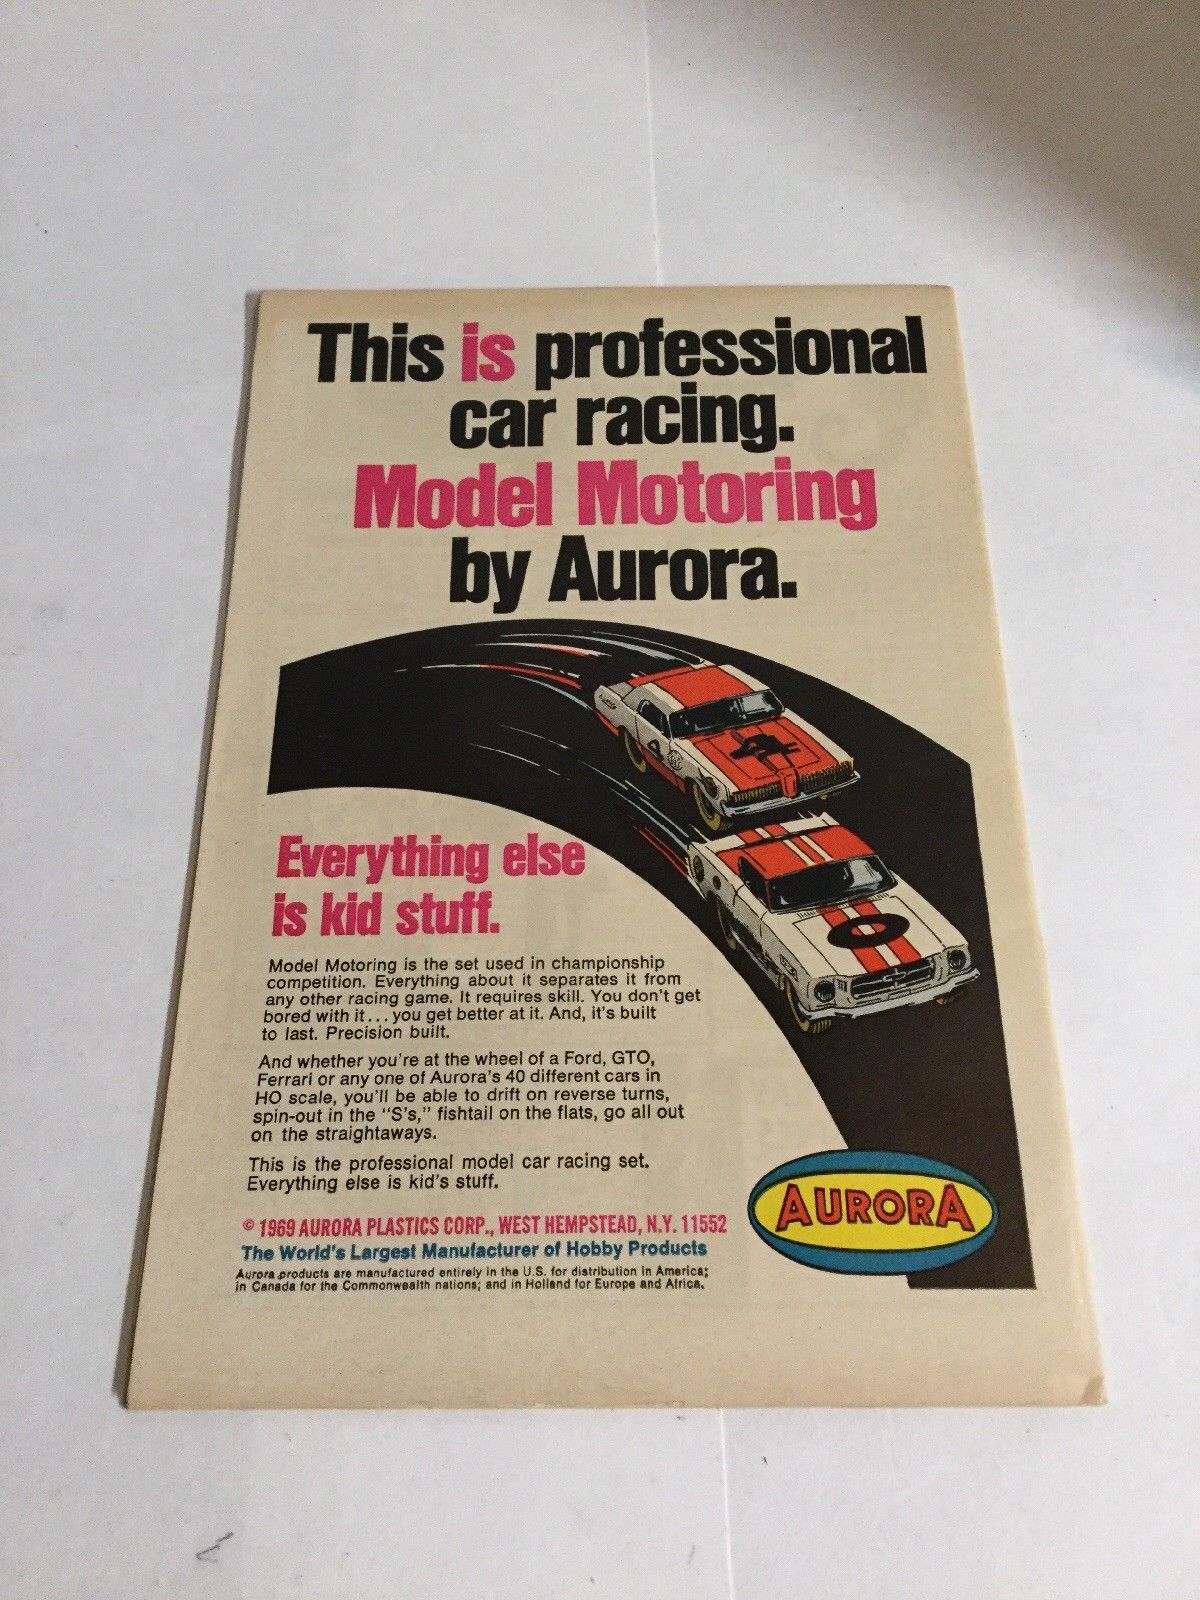 This is professional
car racing.
Model Motoring
by Aurora.
4
4
0
Everything else
is kid stuff.
Model Motoring is the set used in championship
competition. Everything about it separates it from
any other racing game. It requires skill. You don't get
bored with it...you get better at it. And, it's built
to last. Precision built.
And whether you're at the wheel of a Ford, GTO,
Ferrari or any one of Aurora's 40 different cars in
HO scale, you'll be able to drift on reverse turns,
spin-out in the "S's," fishtail on the flats, go all out
on the straightaways.
This is the professional model car racing set.
Everything else is kid's stuff.
AURORA
© 1969 AURORA PLASTICS CORP., WEST HEMPSTEAD, N.Y. 11552
The World's Largest Manufacturer of Hobby Products
Aurora products are manufactured entirely in the U.S. for distribution in America;
in Canada for the Commonwealth nations; and in Holland for Europe and Africa.